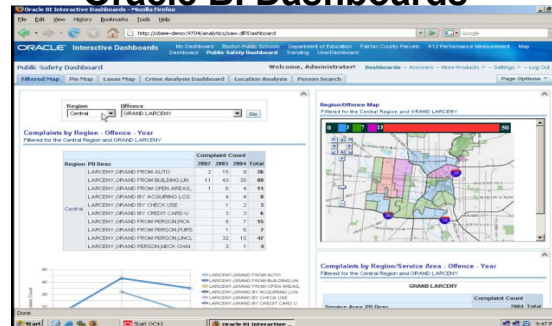 Oracle BI Dashboards
Oracle BI Interactive Dashboards - Mozilla Firefox
File Edit View History Bookmarks Tools Help
http://obiee-demo:9704/analytics/saw.dll?Dashboard
Google
ORACLE Interactive Dashboards
My Dashboard Boston Public Schools Department of Education Fairfax County Parcels K12 Performance Measurement Map
Dashboard Public Safety Dashboard Trending UserDashboard
Public Safety Dashboard
Welcome, Administrator! Dashboards - Answers - More Products - Settings - Log Out
Filtered Map Pin Map Lasso Map Crime Analysis Dashboard Location Analysis Person Search
Page Options
Region Offence
Central GRAND LARCENY Go
Complaints by Region - Offence - Year
Filtered for the Central Region and GRAND LARCENY
Complaint Count
Region PD Desc 2002 2003 2004 Total
Central
LARCENY,GRAND FROM AUTO 2 15 9 26
LARCENY,GRAND FROM BUILDING,UN 11 43 35 89
LARCENY,GRAND FROM OPEN AREAS, 1 6 4 11
LARCENY,GRAND BY ACQUIRING LOS 4 4 8
LARCENY,GRAND BY CHECK USE 1 2 3
LARCENY,GRAND BY CREDIT CARD U 3 3 6
LARCENY,GRAND FROM PERSON,PICK 8 7 15
LARCENY,GRAND FROM PERSON,PURS 1 6 7
LARCENY,GRAND FROM PERSON,UNCL 32 15 47
LARCENY,GRAND PERSON,NECK CHAI 3 1 4
LARCENY,GRAND FROM AUTO
LARCENY,GRAND FROM BUILDING,UN
LARCENY,GRAND FROM OPEN AREAS,
LARCENY,GRAND BY ACQUIRING LOS
LARCENY,GRAND BY CHECK USE
LARCENY,GRAND BY CREDIT CARD U
Region/Offence Map
Filtered for the Central Region and GRAND LARCENY
Complaints by Region/Service Area - Offence - Year
Filtered for the Central Region and GRAND LARCENY
GRAND LARCENY
Complaint Count
Service Area PD Desc 2004 Total
Done
Start
Start OC4J
Oracle BI Interactive ...